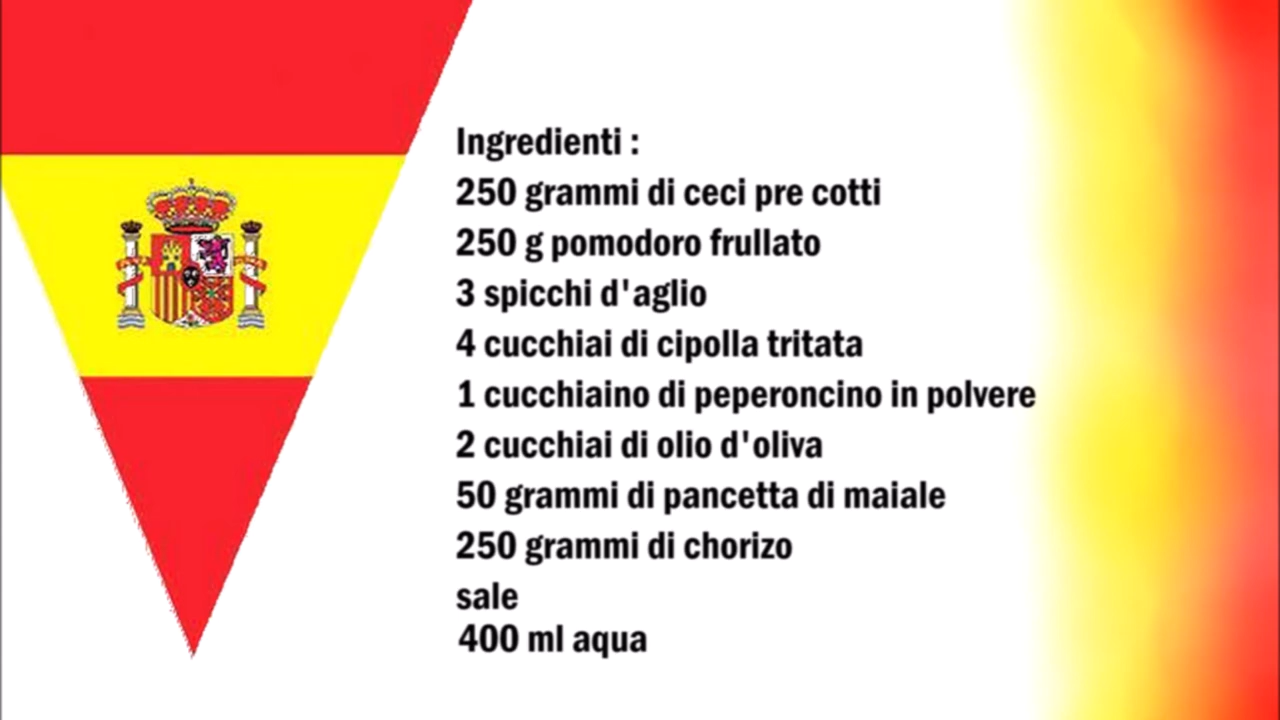 Ingredienti :
250 grammi di ceci pre cotti
250 g pomodoro frullato
3 spicchi d'aglio
4 cucchiai di cipolla tritata
1 cucchiaino di peperoncino in polvere
2 cucchiai di olio d'oliva
50 grammi di pancetta di maiale
250 grammi di chorizo
sale
400 ml aqua